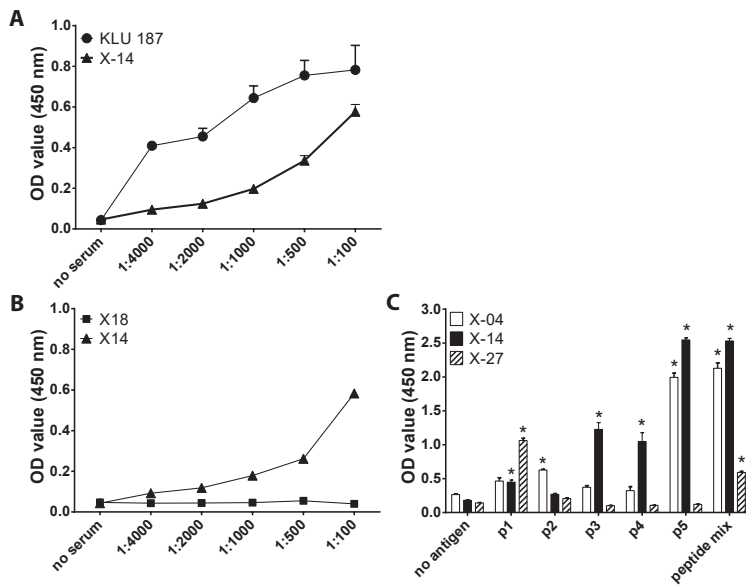 A
KLU 187
X-14
OD value (450 nm)
1.0
0.8
0.6
0.4
0.2
0.0
no serum
1:4000
1:2000
1:1000
1:500
1:100
B
X18
X14
OD value (450 nm)
1.0
0.8
0.6
0.4
0.2
0.0
no serum
1:4000
1:2000
1:1000
1:500
1:100
C
X-04
X-14
X-27
OD value (450 nm)
3.0
2.5
2.0
1.5
1.0
0.5
0.0
* * * * * * * * * *
no antigen
p1
p2
p3
p4
p5
peptide mix